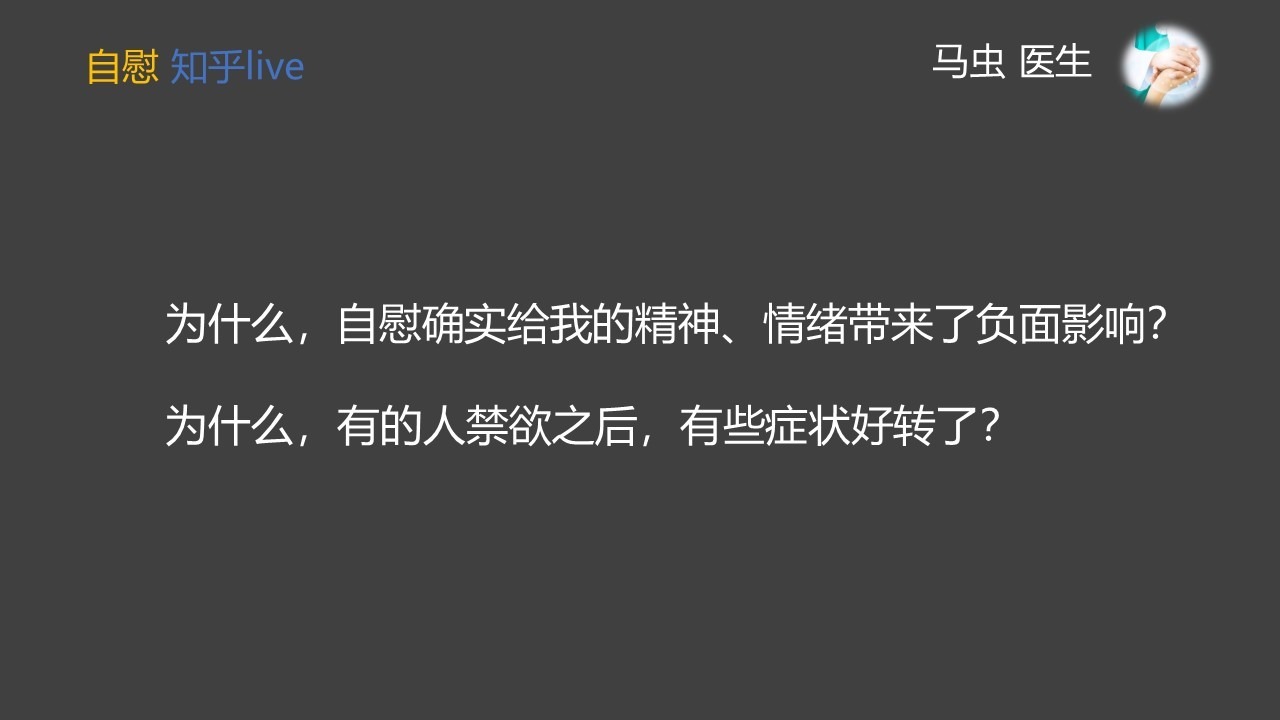 自慰 知乎live
马虫 医生
为什么，自慰确实给我的精神、情绪带来了负面影响?
为什么，有的人禁欲之后，有些症状好转了?